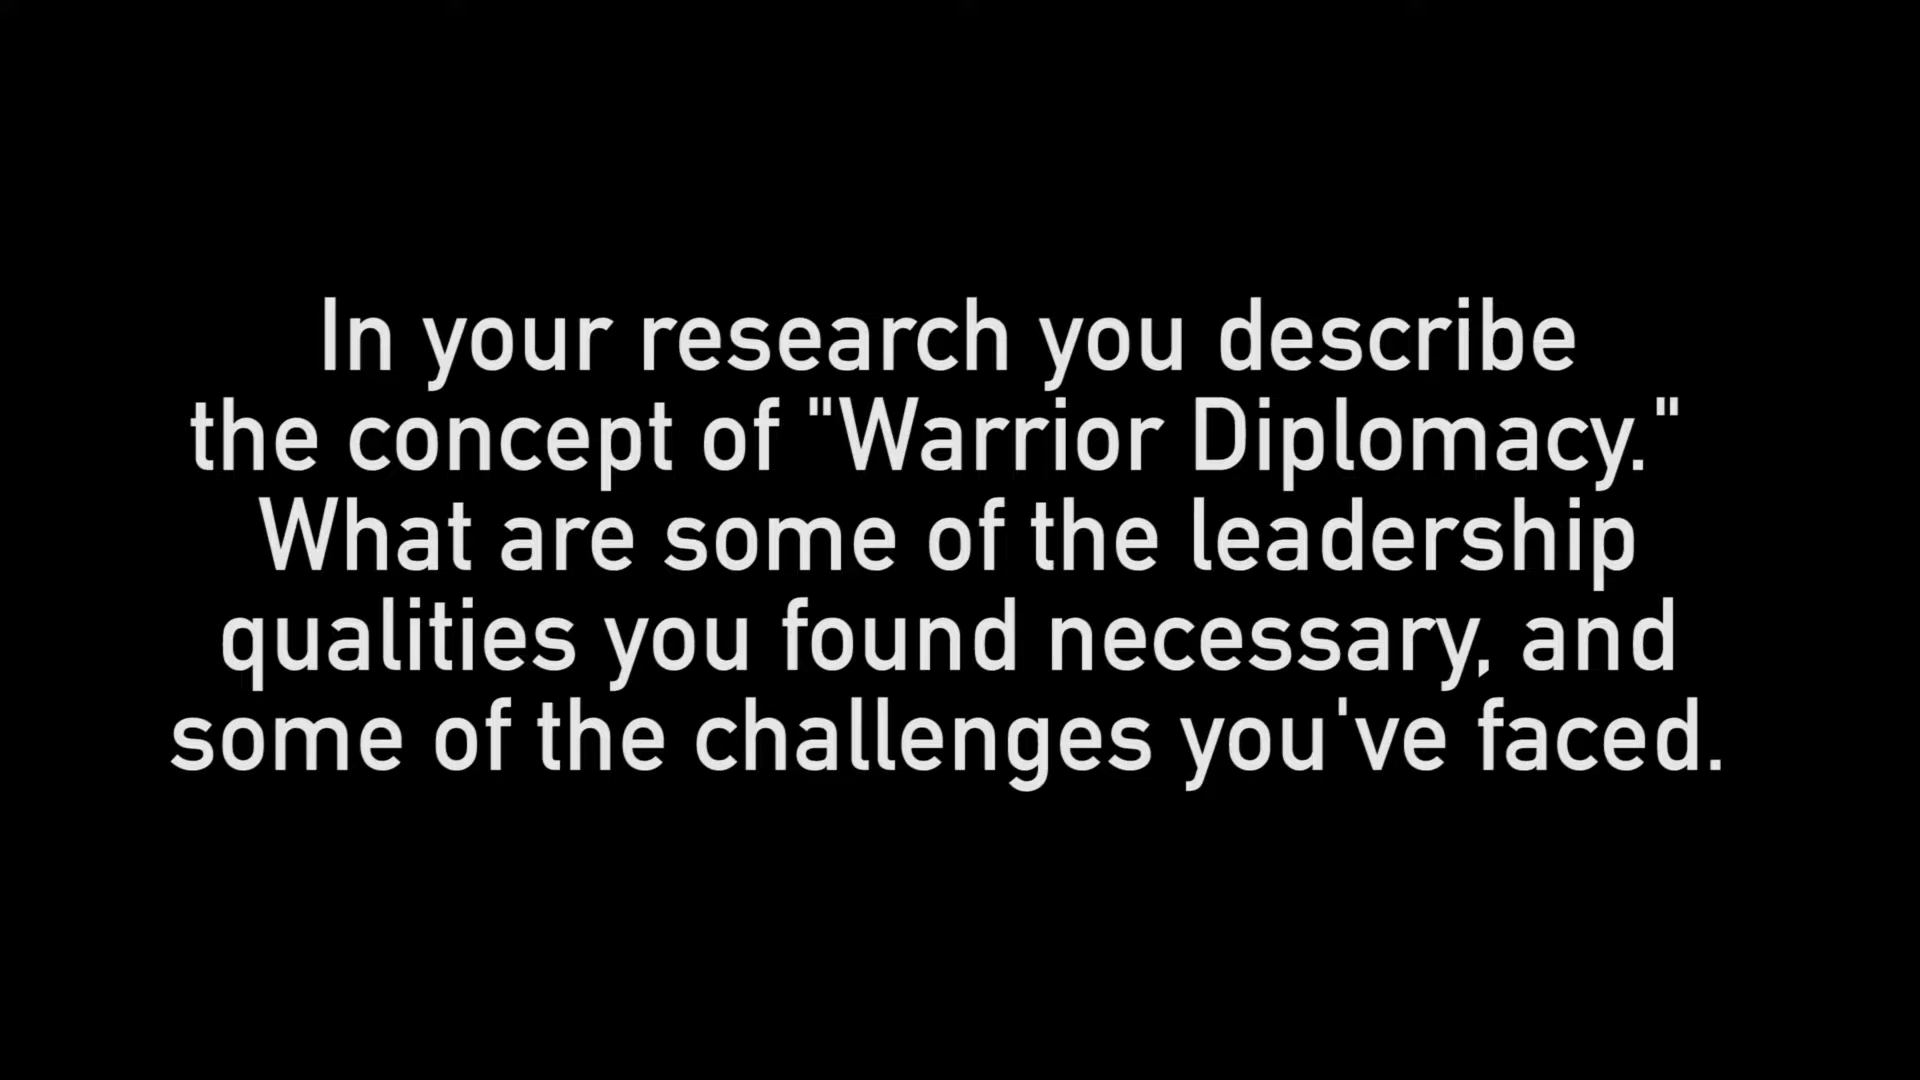 In your research you describe
the concept of "Warrior Diplomacy."
What are some of the leadership
qualities you found necessary, and
some of the challenges you've faced.